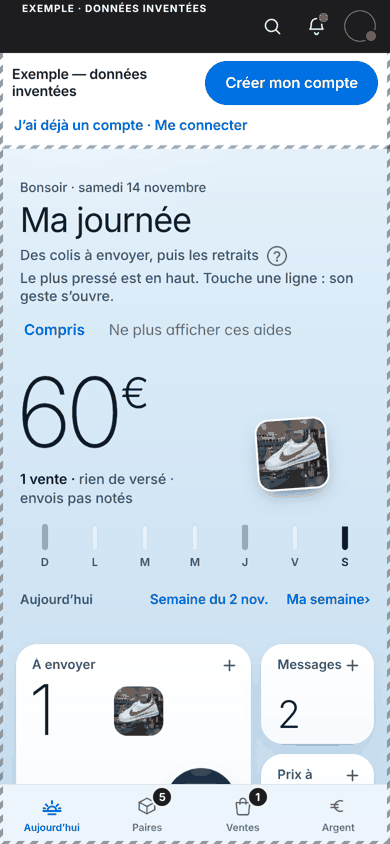 EXEMPLE · DONNÉES INVENTÉES
Exemple — données
inventées
Créer mon compte
J'ai déjà un compte · Me connecter
Bonsoir · samedi 14 novembre
Ma journée
Des colis à envoyer, puis les retraits ?
Le plus pressé est en haut. Touche une ligne : son
geste s'ouvre.
Compris Ne plus afficher ces aides
60€
1 vente · rien de versé ·
envois pas notés
D L M M J V S
Aujourd'hui Semaine du 2 nov. Ma semaine›
À envoyer +
1
Messages +
2
Prix à +
5 1
Aujourd'hui Paires Ventes Argent